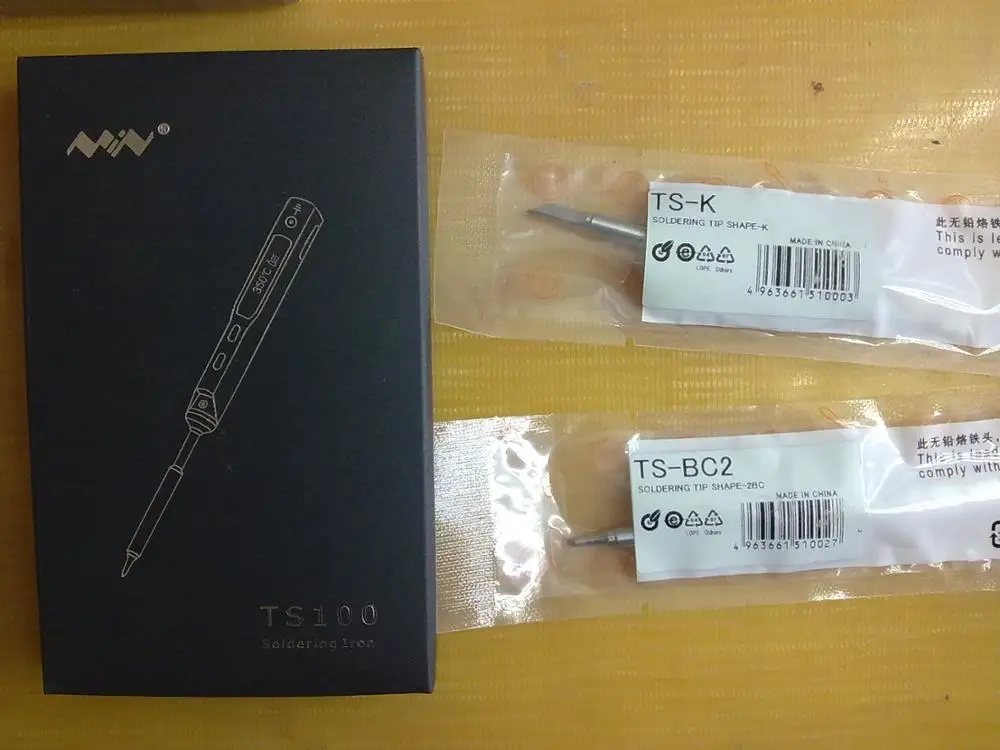 MiNi
350℃
TS100
Soldering Iron
TS-K
SOLDERING TIP SHAPE-K
MADE IN CHINA
LDPE Others
4 963661 510003
此无铅烙铁
This is
comply
TS-BC2
SOLDERING TIP SHAPE-2BC
MADE IN CHINA
LDPE Others
4 963661 510027
此无铅烙铁头,
This is lead
comply with